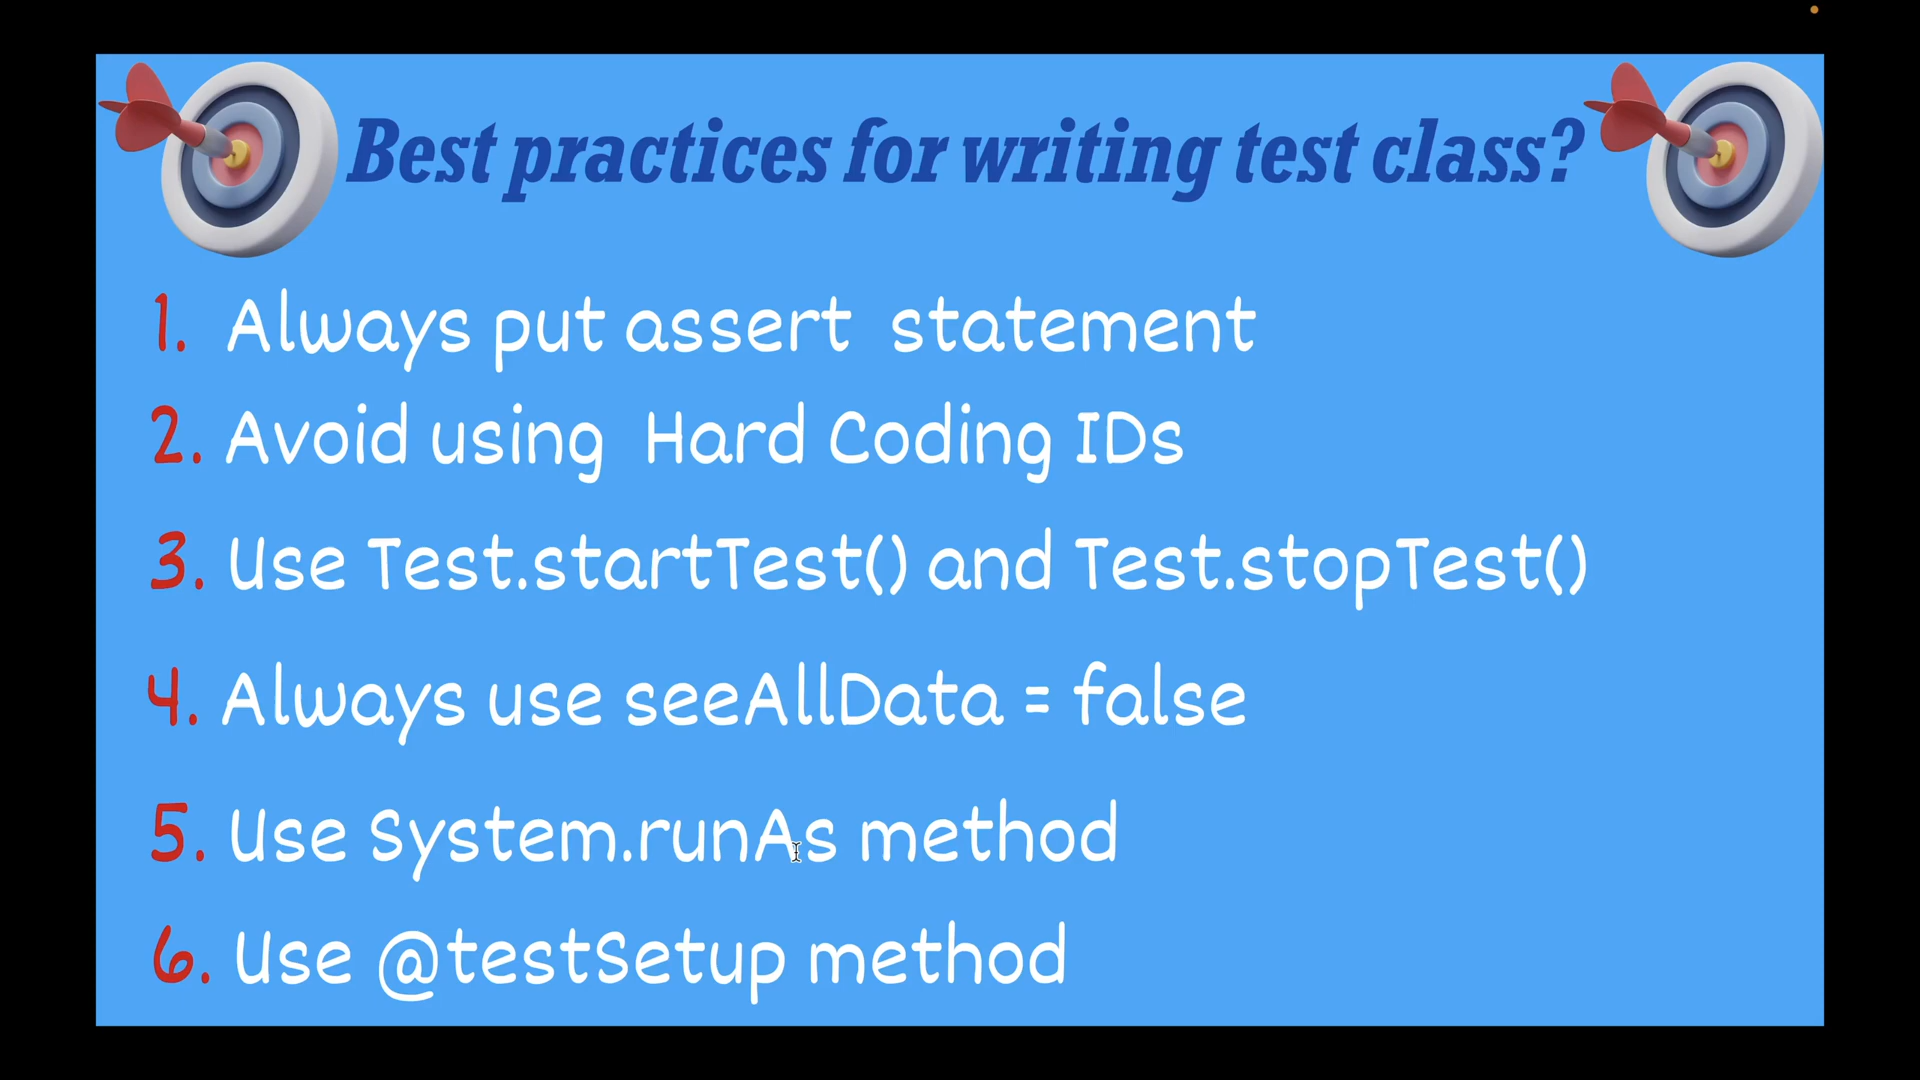 Best practices for writing test class?
1. Always put assert statement
2. Avoid using Hard Coding IDs
3. Use Test.startTest() and Test.stopTest()
4. Always use seeAllData = false
5. Use System.runAs method
6. Use @testSetup method